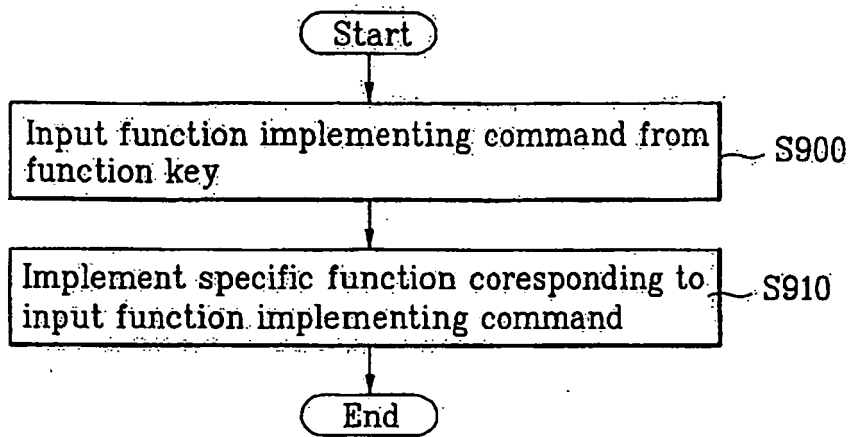 Start
Input function implementing command from
function key
S900
Implement specific function coresponding to
input function implementing command
S910
End